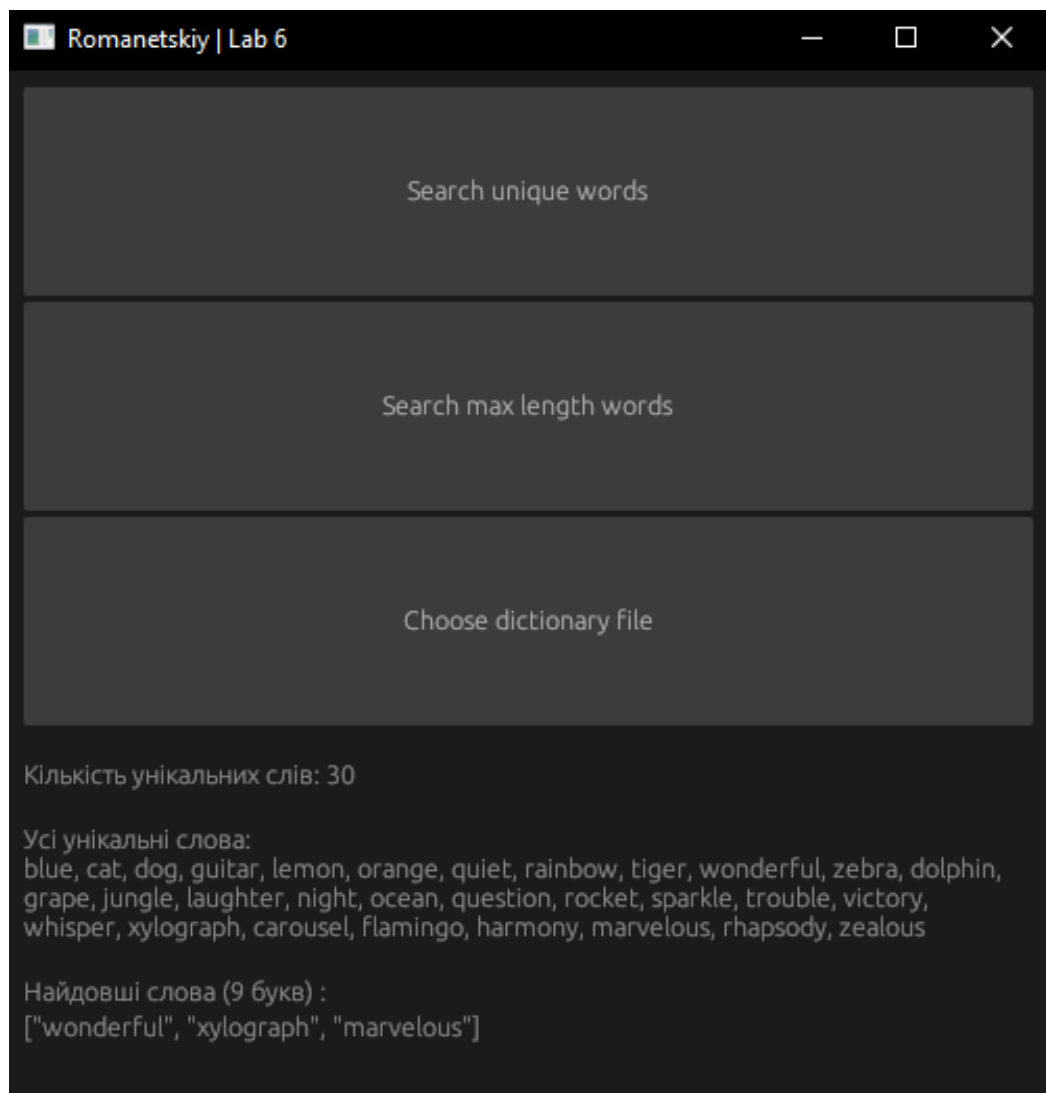 Romanetskiy | Lab 6
Search unique words
Search max length words
Choose dictionary file
Кількість унікальних слів: 30
Усі унікальні слова:
blue, cat, dog, guitar, lemon, orange, quiet, rainbow, tiger, wonderful, zebra, dolphin,
grape, jungle, laughter, night, ocean, question, rocket, sparkle, trouble, victory,
whisper, xylograph, carousel, flamingo, harmony, marvelous, rhapsody, zealous
Найдовші слова (9 букв) :
["wonderful", "xylograph", "marvelous"]